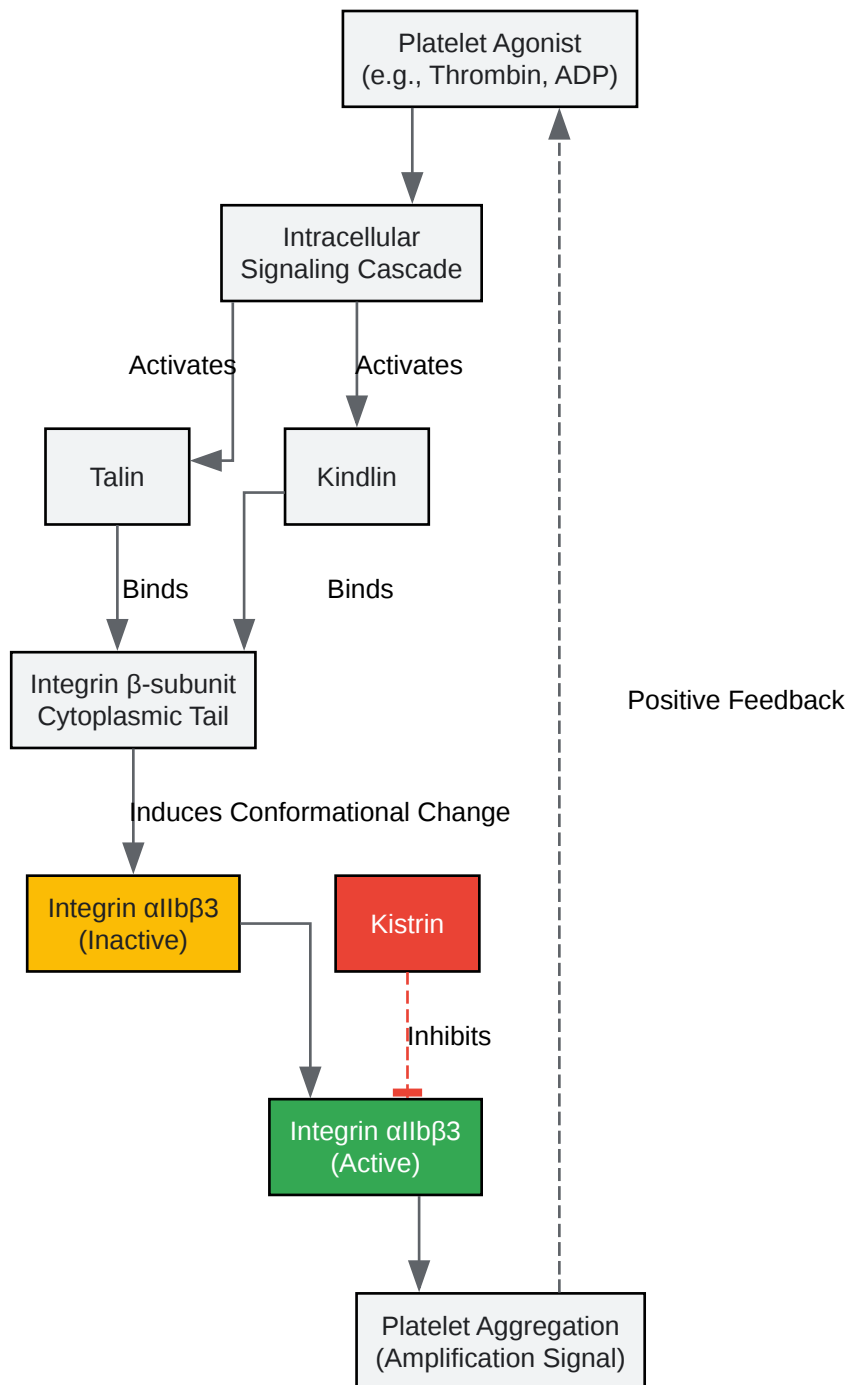 Platelet Agonist
(e.g., Thrombin, ADP)
Intracellular
Signaling Cascade
Activates
Activates
Talin
Kindlin
Binds
Binds
Integrin β-subunit
Cytoplasmic Tail
Positive Feedback
Induces Conformational Change
Integrin αIIbβ3
(Inactive)
Kistrin
Inhibits
Integrin αIIbβ3
(Active)
Platelet Aggregation
(Amplification Signal)